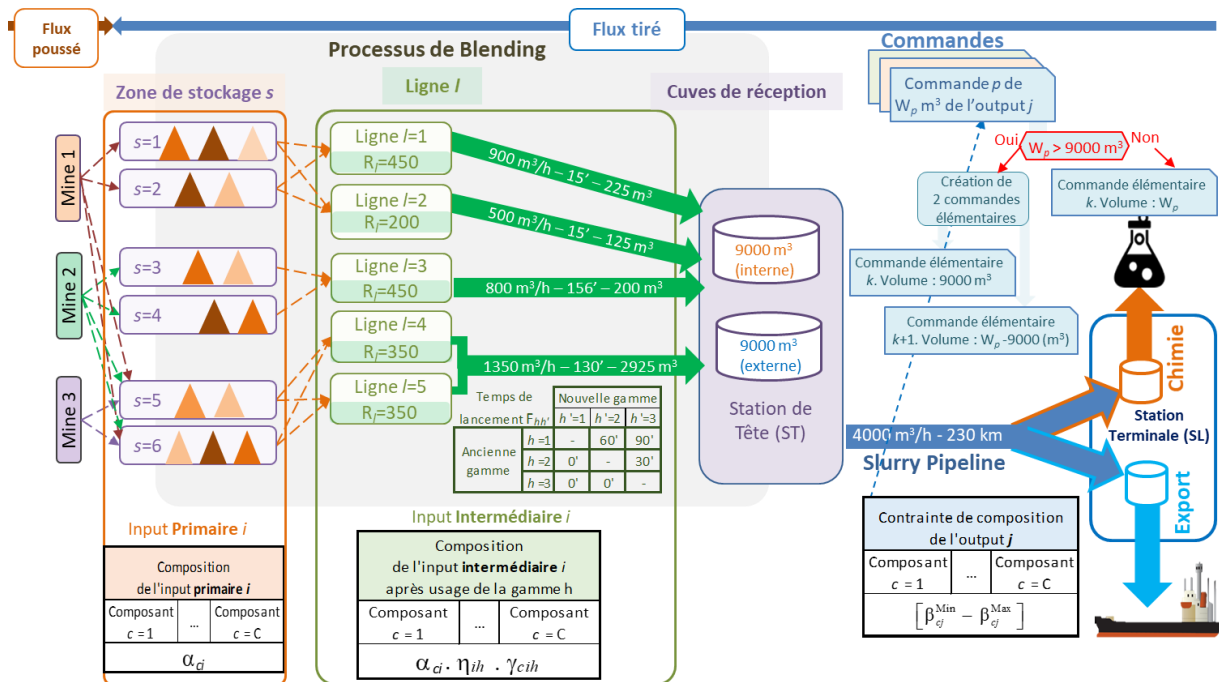 Flux
poussé
Flux tiré
Processus de Blending
Commandes
Zone de stockage s
Ligne l
Cuves de réception
Mine 1
Mine 2
Mine 3
s=1
s=2
s=3
s=4
s=5
s=6
Ligne l=1
Rl=450
Ligne l=2
Rl=200
Ligne l=3
Rl=450
Ligne l=4
Rl=350
Ligne l=5
Rl=350
900 m³/h – 15’ – 225 m³
500 m³/h – 15’ – 125 m³
800 m³/h – 156’ – 200 m³
1350 m³/h – 130’ – 2925 m³
Temps de
lancement Fhh'
Nouvelle gamme
h'=1 h'=2 h'=3
Ancienne
gamme
h=1 - 60' 90'
h=2 0' - 30'
h=3 0' 0' -
9000 m³
(interne)
9000 m³
(externe)
Station de
Tête (ST)
Commande p de
Wp m³ de l’output j
Oui
Wp > 9000 m³
Non
Création de
2 commandes
élémentaires
Commande élémentaire
k. Volume : Wp
Commande élémentaire
k. Volume : 9000 m³
Commande élémentaire
k+1. Volume : Wp -9000 (m³)
4000 m³/h - 230 km
Slurry Pipeline
Chimie
Station
Terminale (SL)
Export
Input Primaire i
Composition
de l'input primaire i
Composant
c = 1
...
Composant
c = C
αci
Input Intermédiaire i
Composition
de l'input intermédiaire i
après usage de la gamme h
Composant
c = 1
...
Composant
c = C
αci . ηih . γcih
Contrainte de composition
de l'output j
Composant
c = 1
...
Composant
c = C
[βcj^Min − βcj^Max]